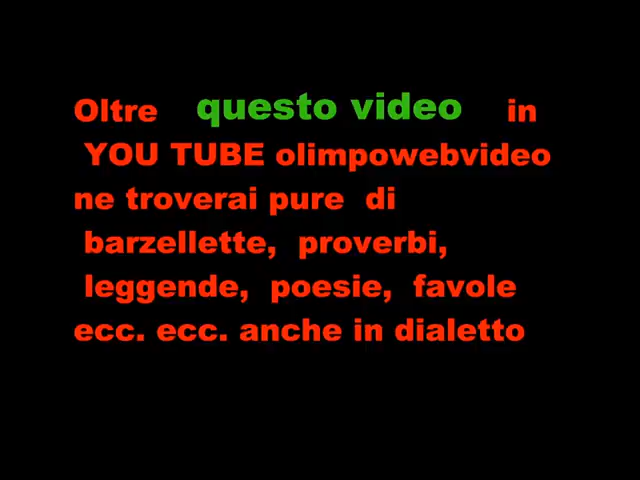 Oltre questo video in
YOU TUBE olimpowebvideo
ne troverai pure di
barzellette, proverbi,
leggende, poesie, favole
ecc. ecc. anche in dialetto